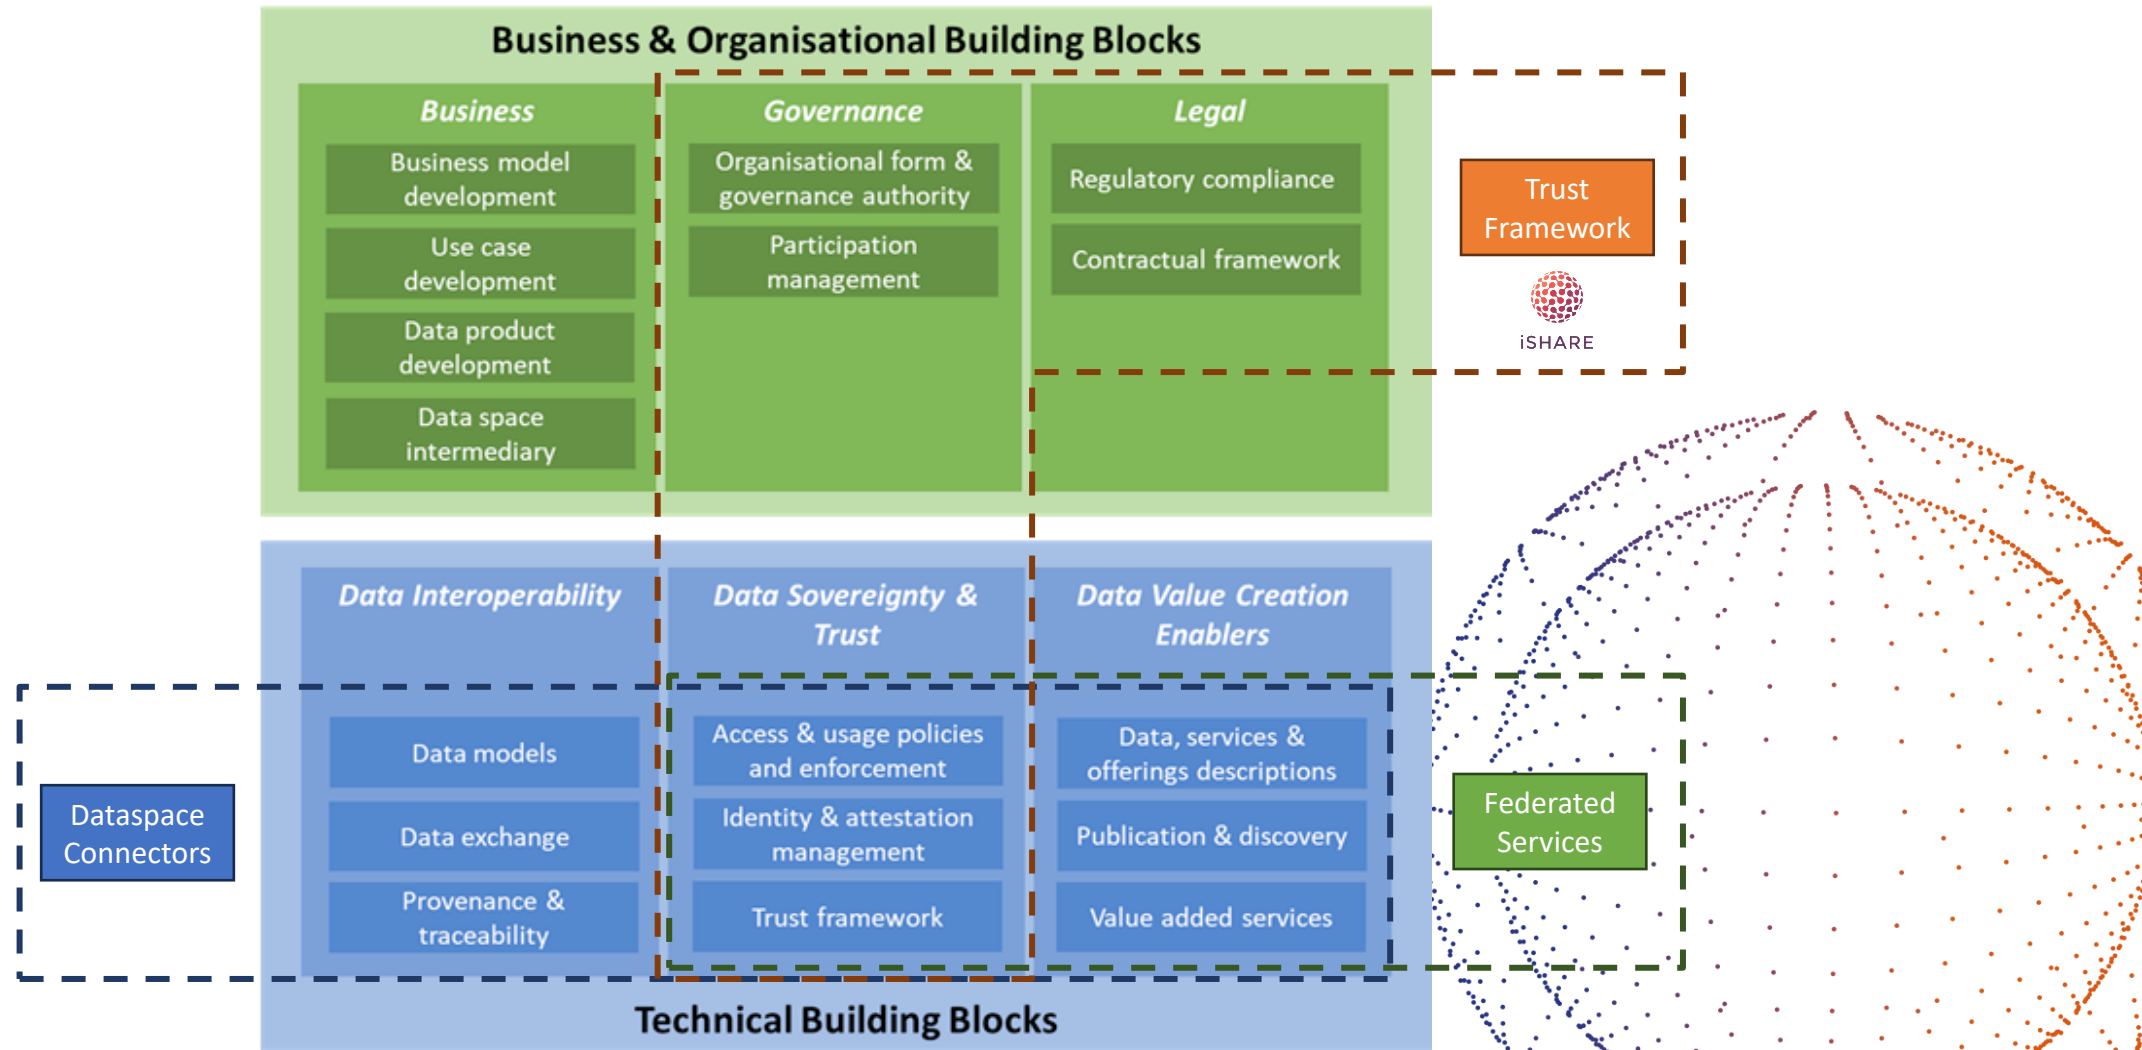 Business & Organisational Building Blocks
Business
Business model
development
Use case
development
Data product
development
Data space
intermediary
Governance
Organisational form &
governance authority
Participation
management
Legal
Regulatory compliance
Contractual framework
Trust
Framework
iSHARE
Data Interoperability
Data models
Data exchange
Provenance &
traceability
Data Sovereignty &
Trust
Access & usage policies
and enforcement
Identity & attestation
management
Trust framework
Data Value Creation
Enablers
Data, services &
offerings descriptions
Publication & discovery
Value added services
Dataspace
Connectors
Federated
Services
Technical Building Blocks